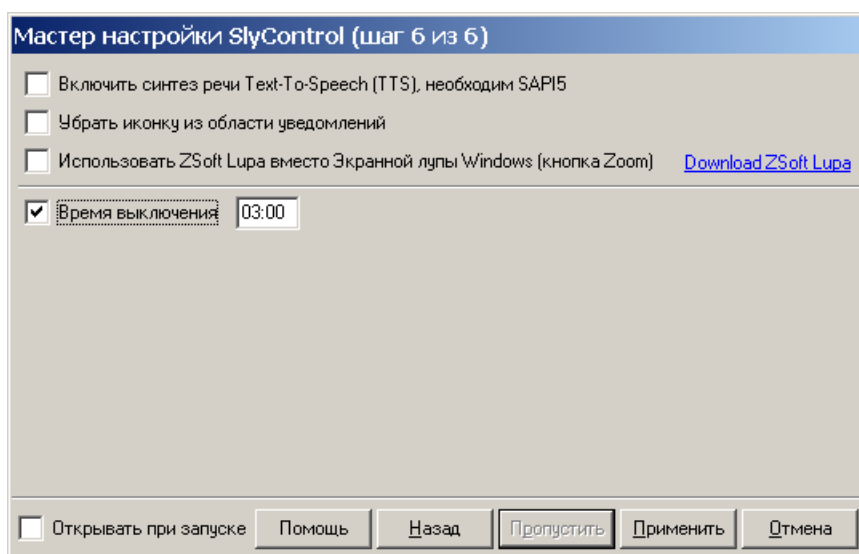 Мастер настройки SlyControl (шаг 6 из 6)
Включить синтез речи Text-To-Speech (TTS), необходим SAPI5
Убрать иконку из области уведомлений
Использовать ZSoft Lupa вместо Экранной лупы Windows (кнопка Zoom) Download ZSoft Lupa
Время выключения 03:00
Открывать при запуске Помощь Назад Пропустить Применить Отмена